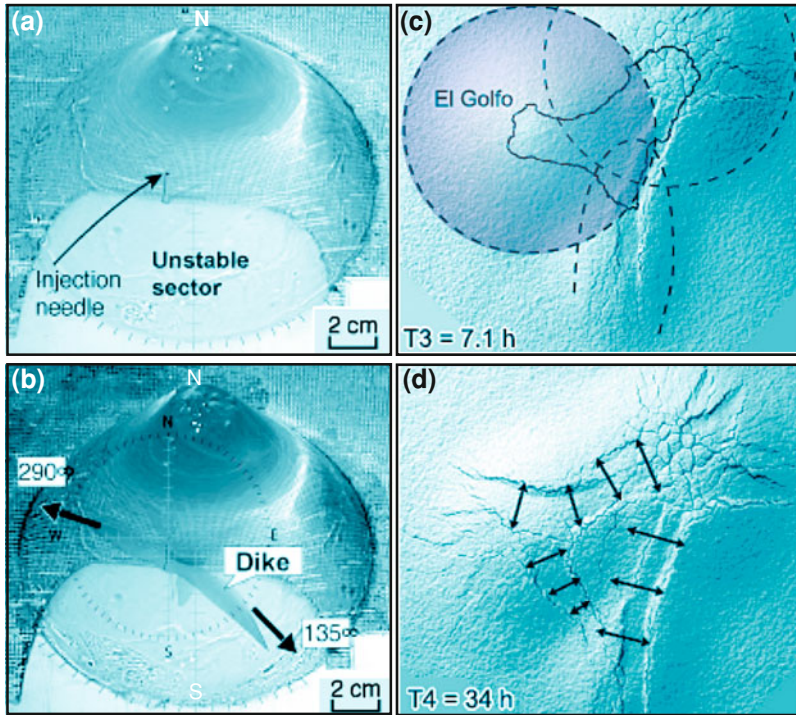 (a)
N
Injection
needle
Unstable
sector
2 cm
(b)
N
N
290∞
W
E
Dike
135∞
S
S
2 cm
(c)
El Golfo
T3 = 7.1 h
(d)
T4 = 34 h